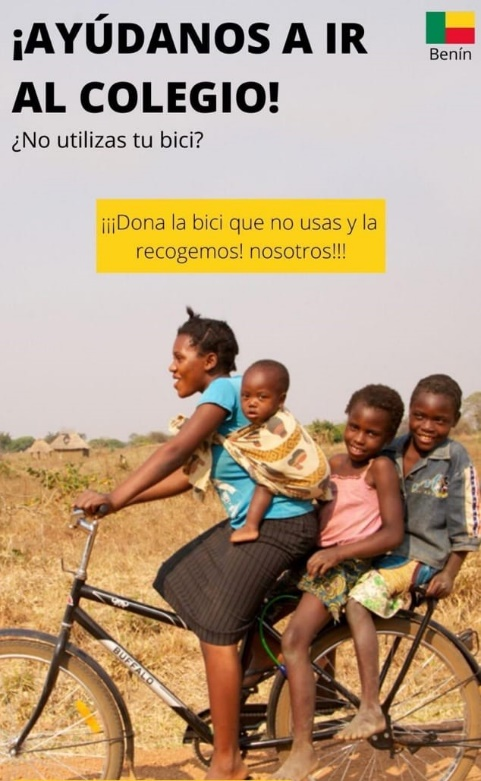 ¡AYÚDANOS A IR
Benín
AL COLEGIO!
¿No utilizas tu bici?
¡¡¡Dona la bici que no usas y la
recogemos! nosotros!!!
BUFFALO